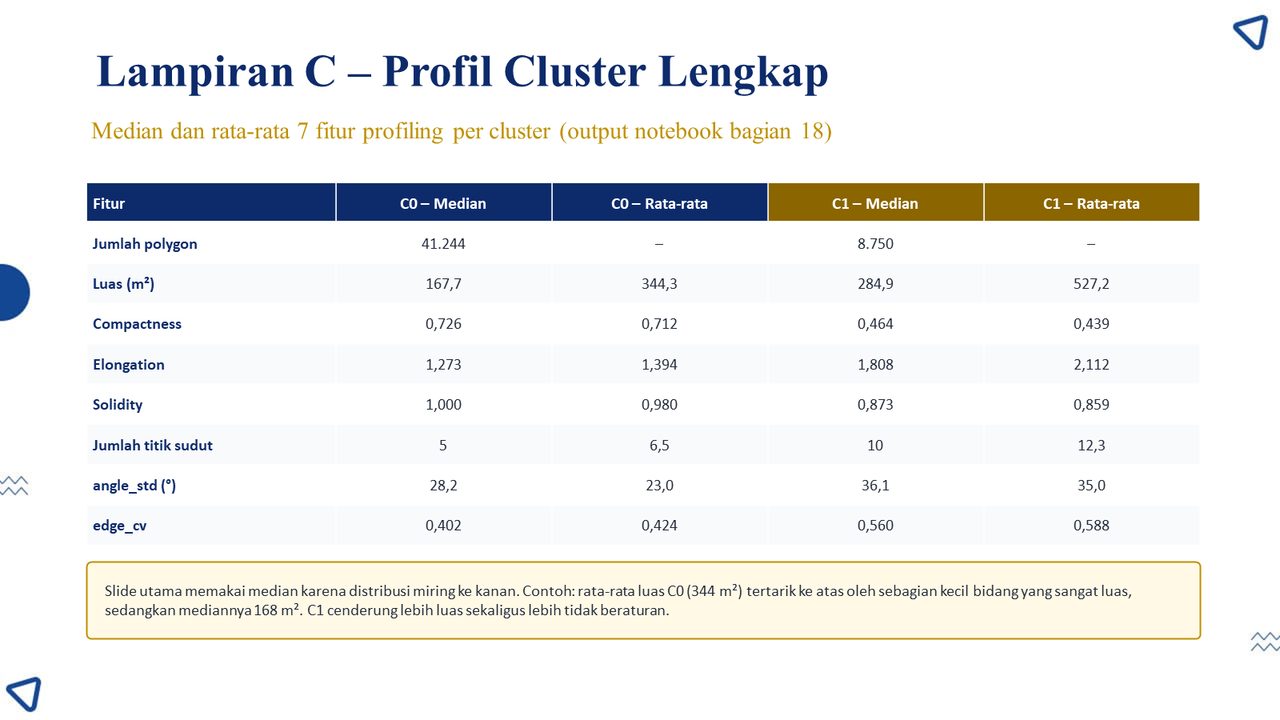 Lampiran C – Profil Cluster Lengkap
Median dan rata-rata 7 fitur profiling per cluster (output notebook bagian 18)
Fitur C0 – Median C0 – Rata-rata C1 – Median C1 – Rata-rata
Jumlah polygon 41.244 – 8.750 –
Luas (m²) 167,7 344,3 284,9 527,2
Compactness 0,726 0,712 0,464 0,439
Elongation 1,273 1,394 1,808 2,112
Solidity 1,000 0,980 0,873 0,859
Jumlah titik sudut 5 6,5 10 12,3
angle_std (°) 28,2 23,0 36,1 35,0
edge_cv 0,402 0,424 0,560 0,588
Slide utama memakai median karena distribusi miring ke kanan. Contoh: rata-rata luas C0 (344 m²) tertarik ke atas oleh sebagian kecil bidang yang sangat luas,
sedangkan mediannya 168 m². C1 cenderung lebih luas sekaligus lebih tidak beraturan.